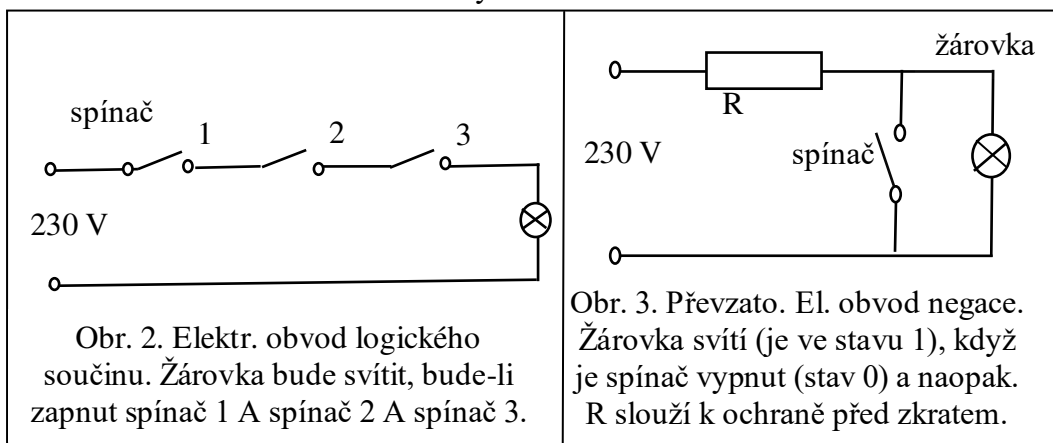 spínač
1
2
3
230 V
Obr. 2. Elektr. obvod logického
součinu. Žárovka bude svítit, bude-li
zapnut spínač 1 A spínač 2 A spínač 3.
žárovka
R
230 V
spínač
Obr. 3. Převzato. El. obvod negace.
Žárovka svítí (je ve stavu 1), když
je spínač vypnut (stav 0) a naopak.
R slouží k ochraně před zkratem.